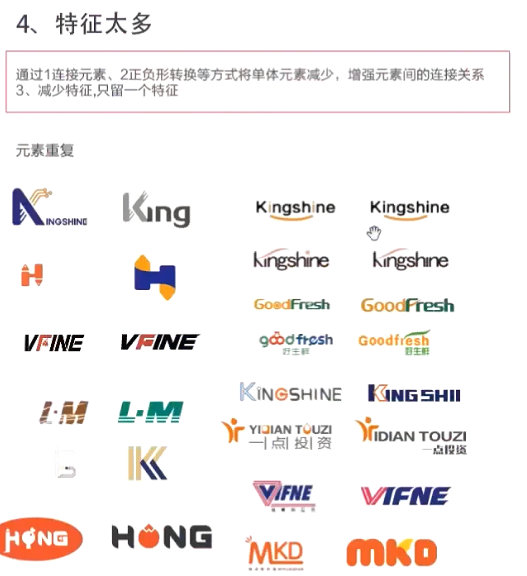 4、特征太多
通过1连接元素、2正负形转换等方式将单体元素减少，增强元素间的连接关系
3、减少特征,只留一个特征
元素重复
KINGSHINE
King
Kingshine
Kingshine
Kingshine
Kingshine
H
H
GoodFresh
GoodFresh
VFINE
VFINE
good fresh
好生鲜
Goodfresh
好生鲜
KINGSHINE
KINGSHII
L·M
L·M
YIDIAN TOUZI
一点投资
YIDIAN TOUZI
一点投资
K
VIFNE
VIFNE
HONG
HONG
MKD
MKD